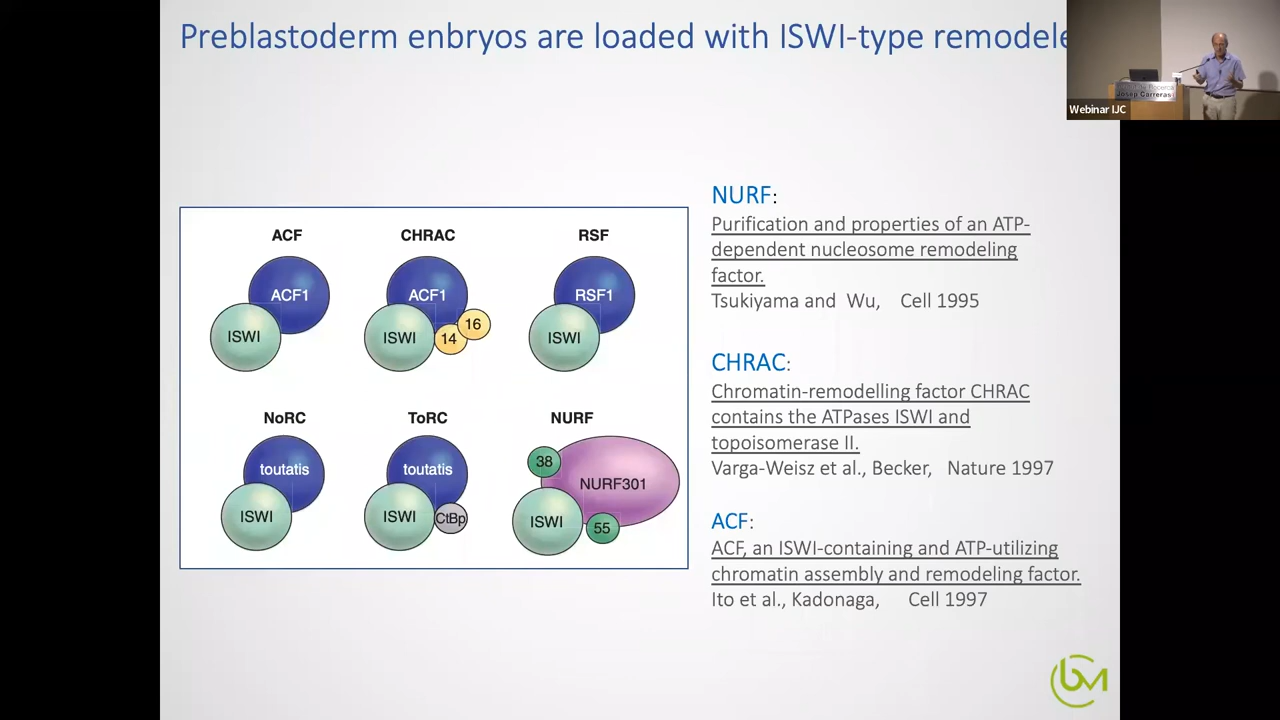 Preblastoderm enbryos are loaded with ISWI-type remodele
Webinar IJC
Josep Carreras
ACF
CHRAC
RSF
ACF1
ISWI
ACF1
ISWI
14
16
RSF1
ISWI
NoRC
ToRC
NURF
toutatis
ISWI
toutatis
ISWI
CtBp
38
NURF301
ISWI
55
NURF:
Purification and properties of an ATP-
dependent nucleosome remodeling
factor.
Tsukiyama and Wu, Cell 1995
CHRAC:
Chromatin-remodelling factor CHRAC
contains the ATPases ISWI and
topoisomerase II.
Varga-Weisz et al., Becker, Nature 1997
ACF:
ACF, an ISWI-containing and ATP-utilizing
chromatin assembly and remodeling factor.
Ito et al., Kadonaga, Cell 1997